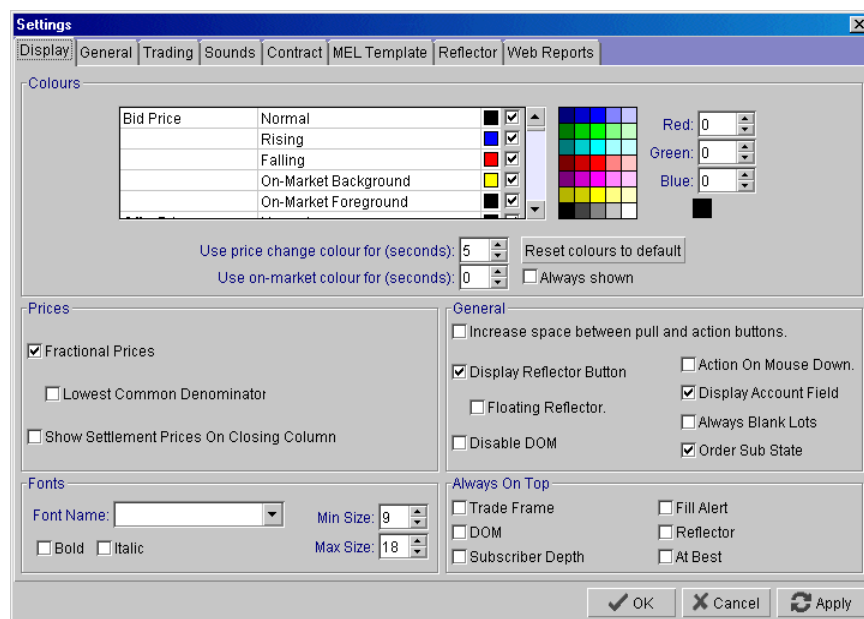 Settings
Display General Trading Sounds Contract MEL Template Reflector Web Reports
Colours
Bid Price Normal
Rising
Falling
On-Market Background
On-Market Foreground
Red: 0
Green: 0
Blue: 0
Use price change colour for (seconds): 5 Reset colours to default
Use on-market colour for (seconds): 0 Always shown
Prices
Fractional Prices
Lowest Common Denominator
Show Settlement Prices On Closing Column
General
Increase space between pull and action buttons.
Display Reflector Button
Floating Reflector.
Disable DOM
Action On Mouse Down.
Display Account Field
Always Blank Lots
Order Sub State
Fonts
Font Name:
Bold Italic
Min Size: 9
Max Size: 18
Always On Top
Trade Frame
DOM
Subscriber Depth
Fill Alert
Reflector
At Best
OK Cancel Apply